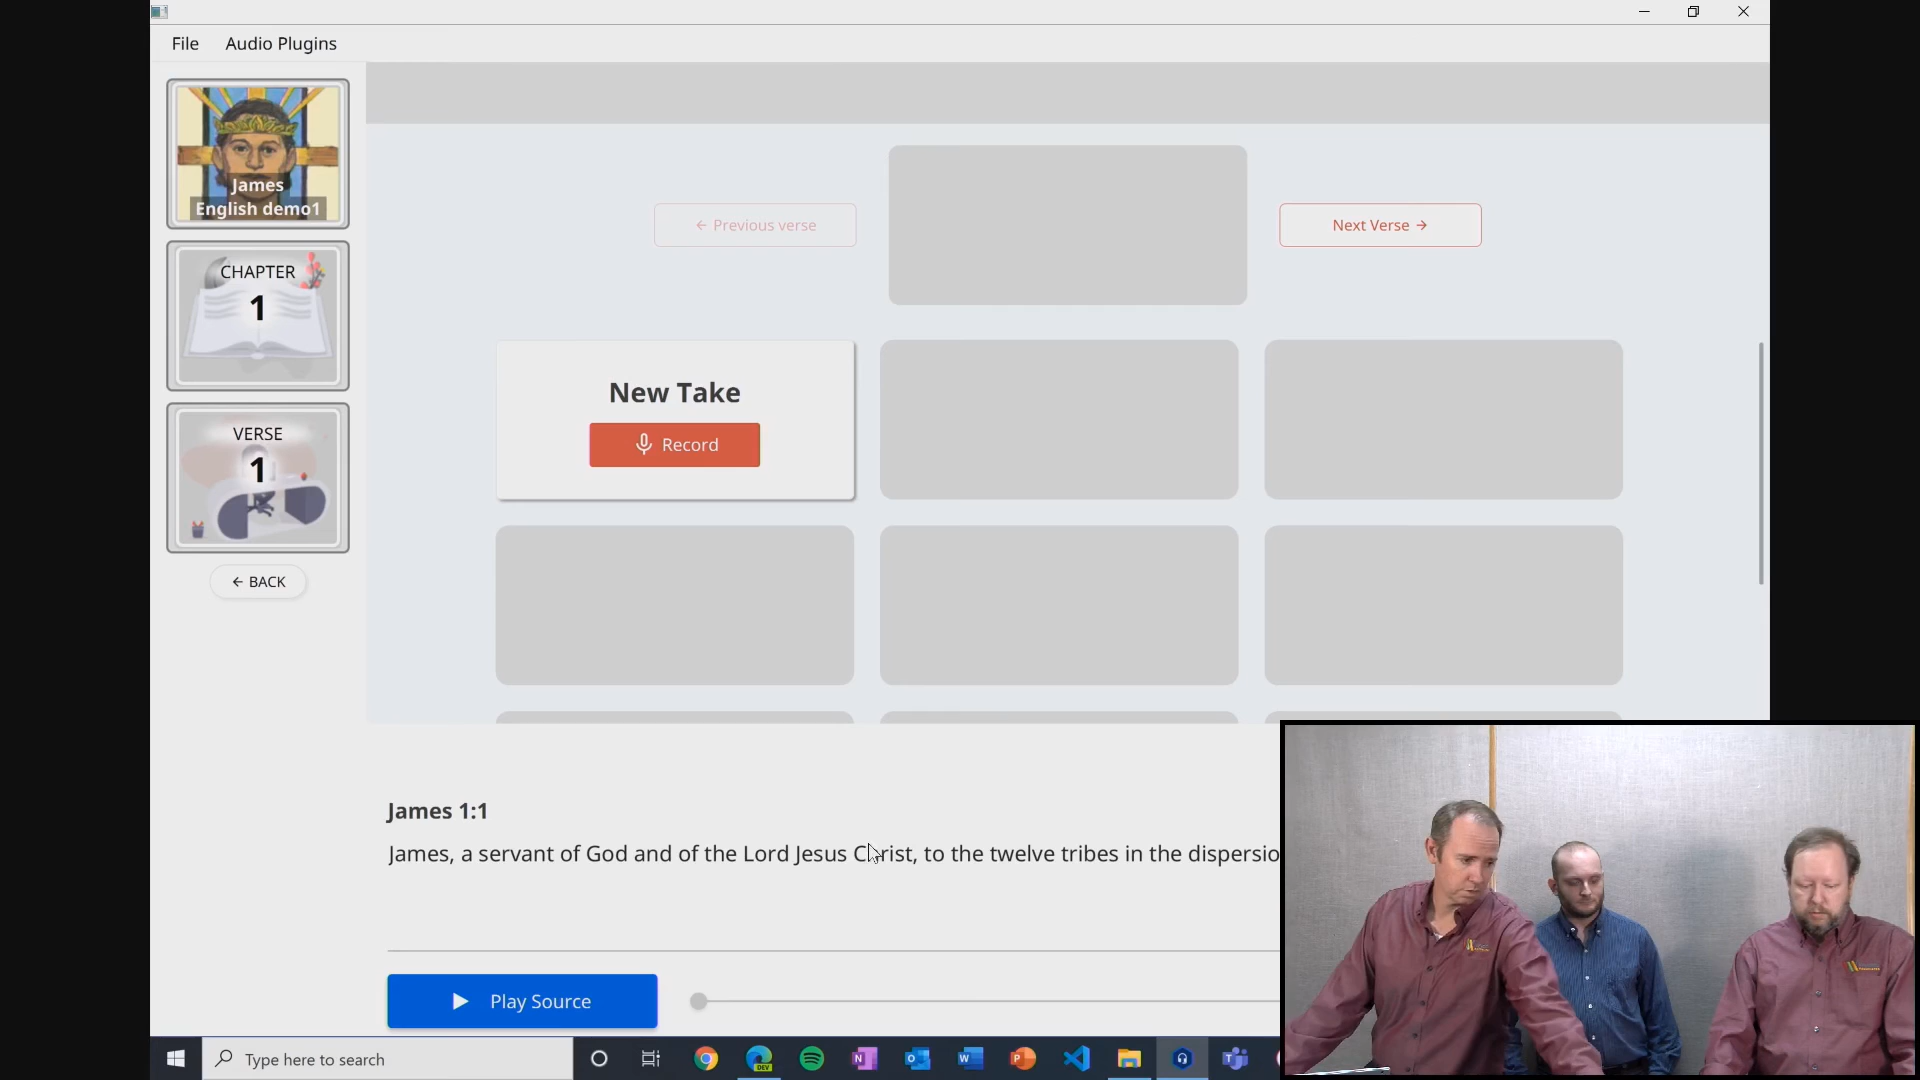 File Audio Plugins
James
English demo1
CHAPTER
1
VERSE
1
← BACK
← Previous verse
Next Verse →
New Take
Record
James 1:1
James, a servant of God and of the Lord Jesus Christ, to the twelve tribes in the dispersio
Play Source
Type here to search
DEV